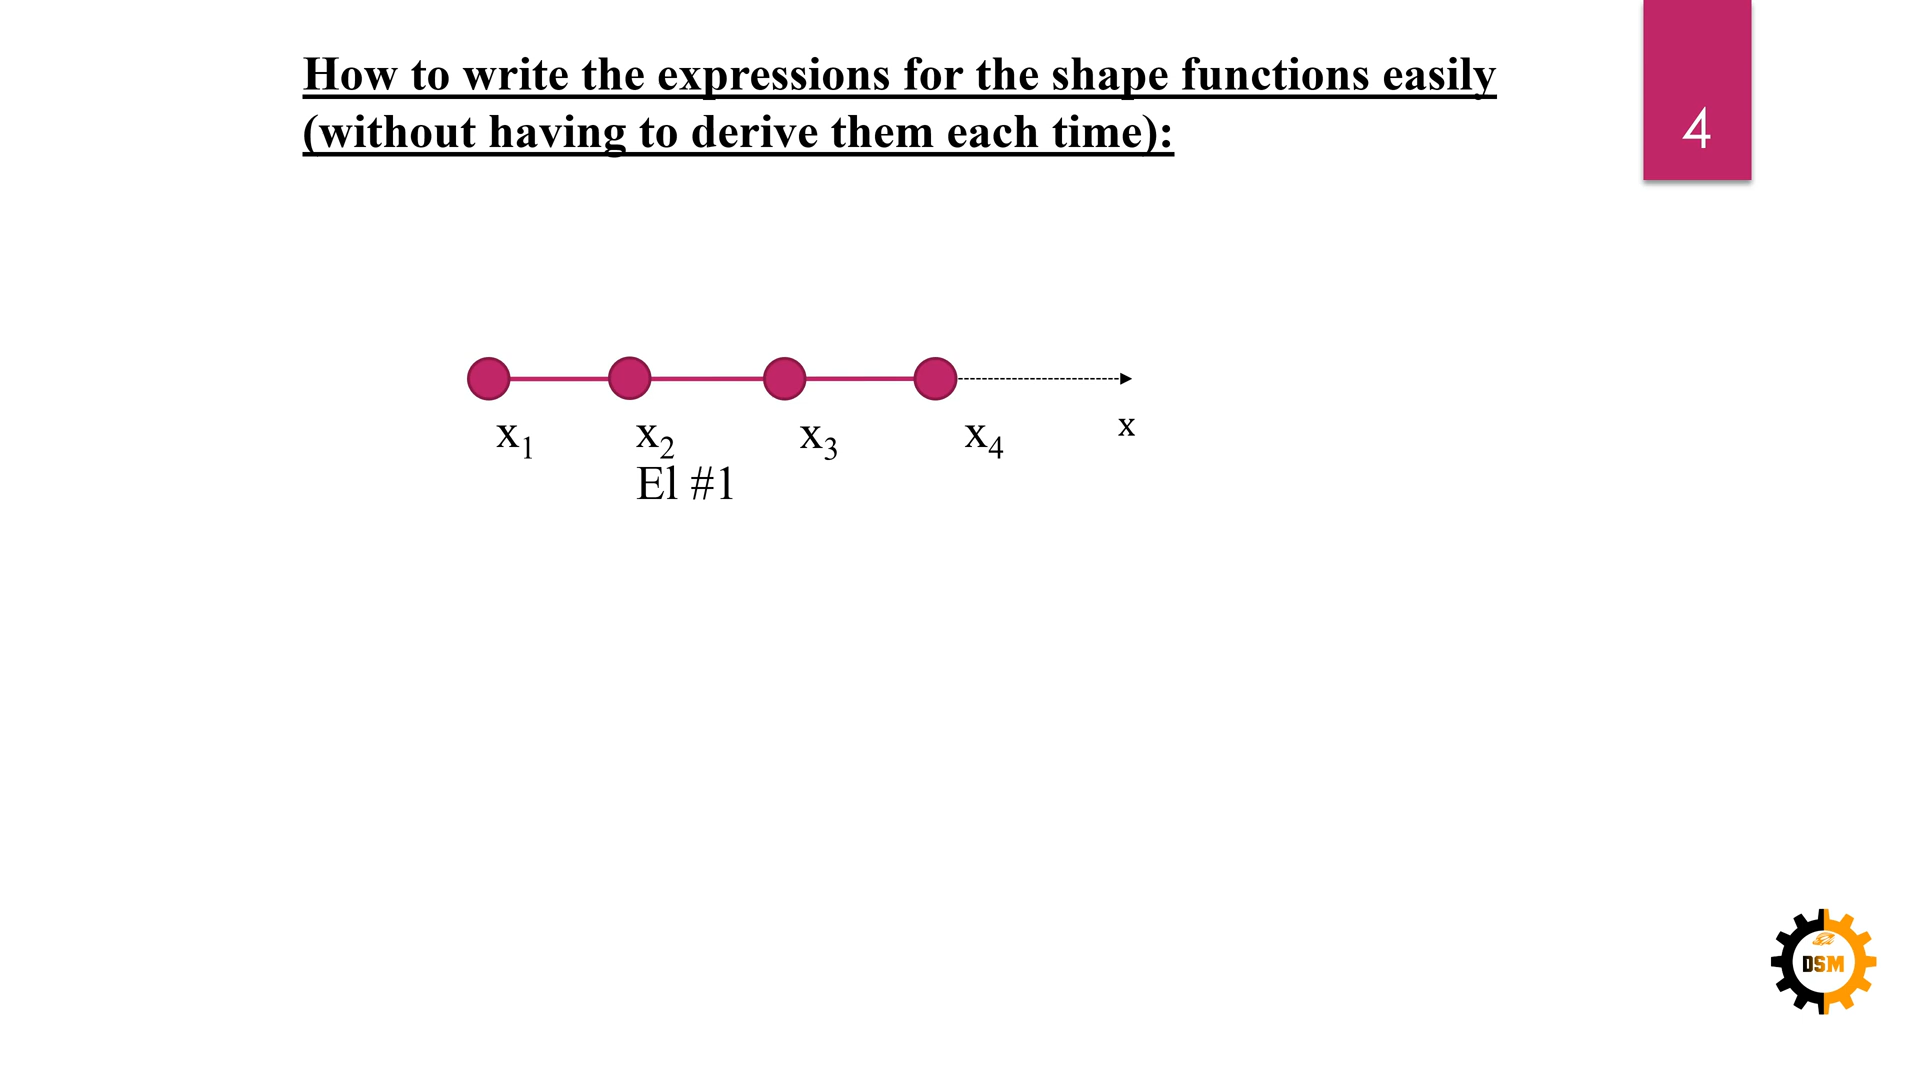 How to write the expressions for the shape functions easily
(without having to derive them each time):
4
x₁ x₂ x₃ x₄ x
El #1
DSM